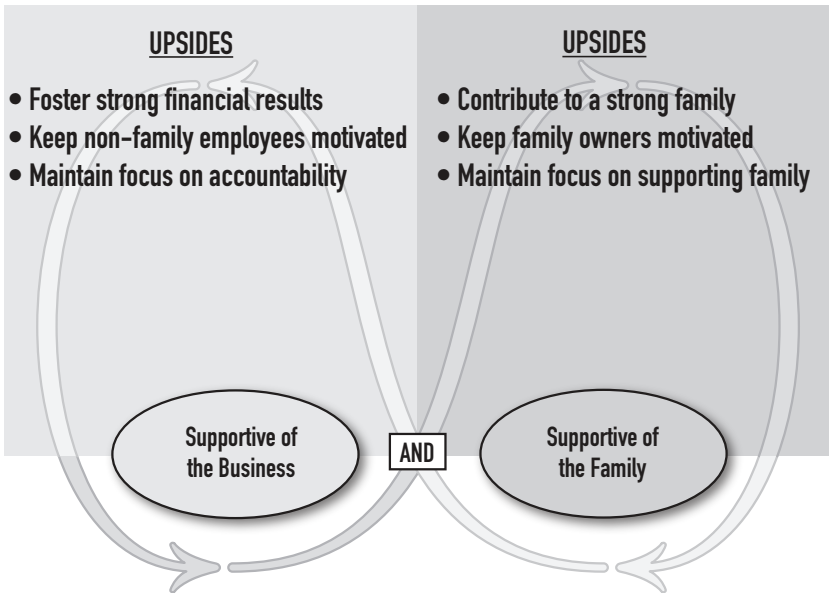 UPSIDES
• Foster strong financial results
• Keep non-family employees motivated
• Maintain focus on accountability
UPSIDES
• Contribute to a strong family
• Keep family owners motivated
• Maintain focus on supporting family
Supportive of
the Business
AND
Supportive of
the Family